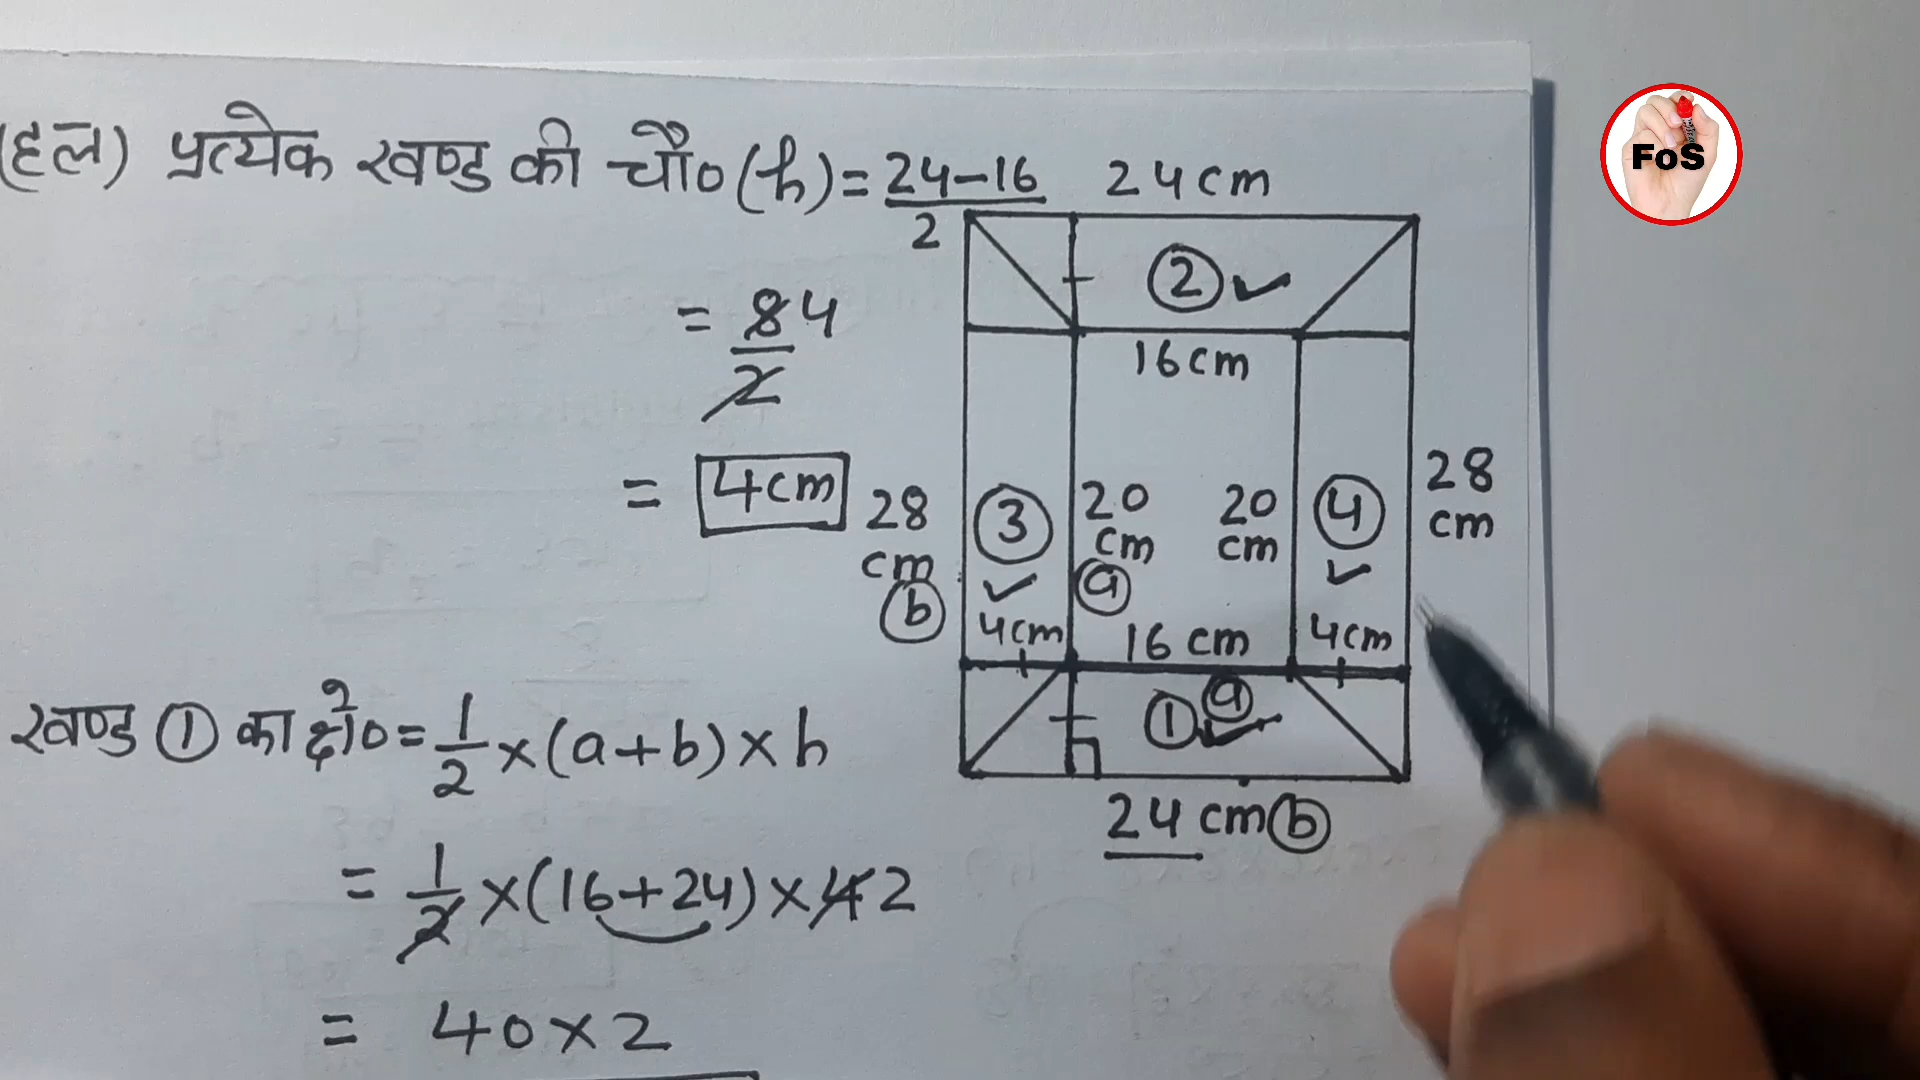 (हल) प्रत्येक खण्ड की चौ० (h) = 24-16
2
= 8 4
2
= 4cm
खण्ड ① का क्षे० = 1/2 × (a+b) × h
= 1/2 × (16+24) × 4 2
= 40×2
24cm
② ✓
16cm
28 cm
ⓑ
③ ✓
20 cm
ⓐ
20 cm
④ ✓
28 cm
4cm
16 cm
4cm
① ⓐ ✓
24 cm ⓑ
FoS